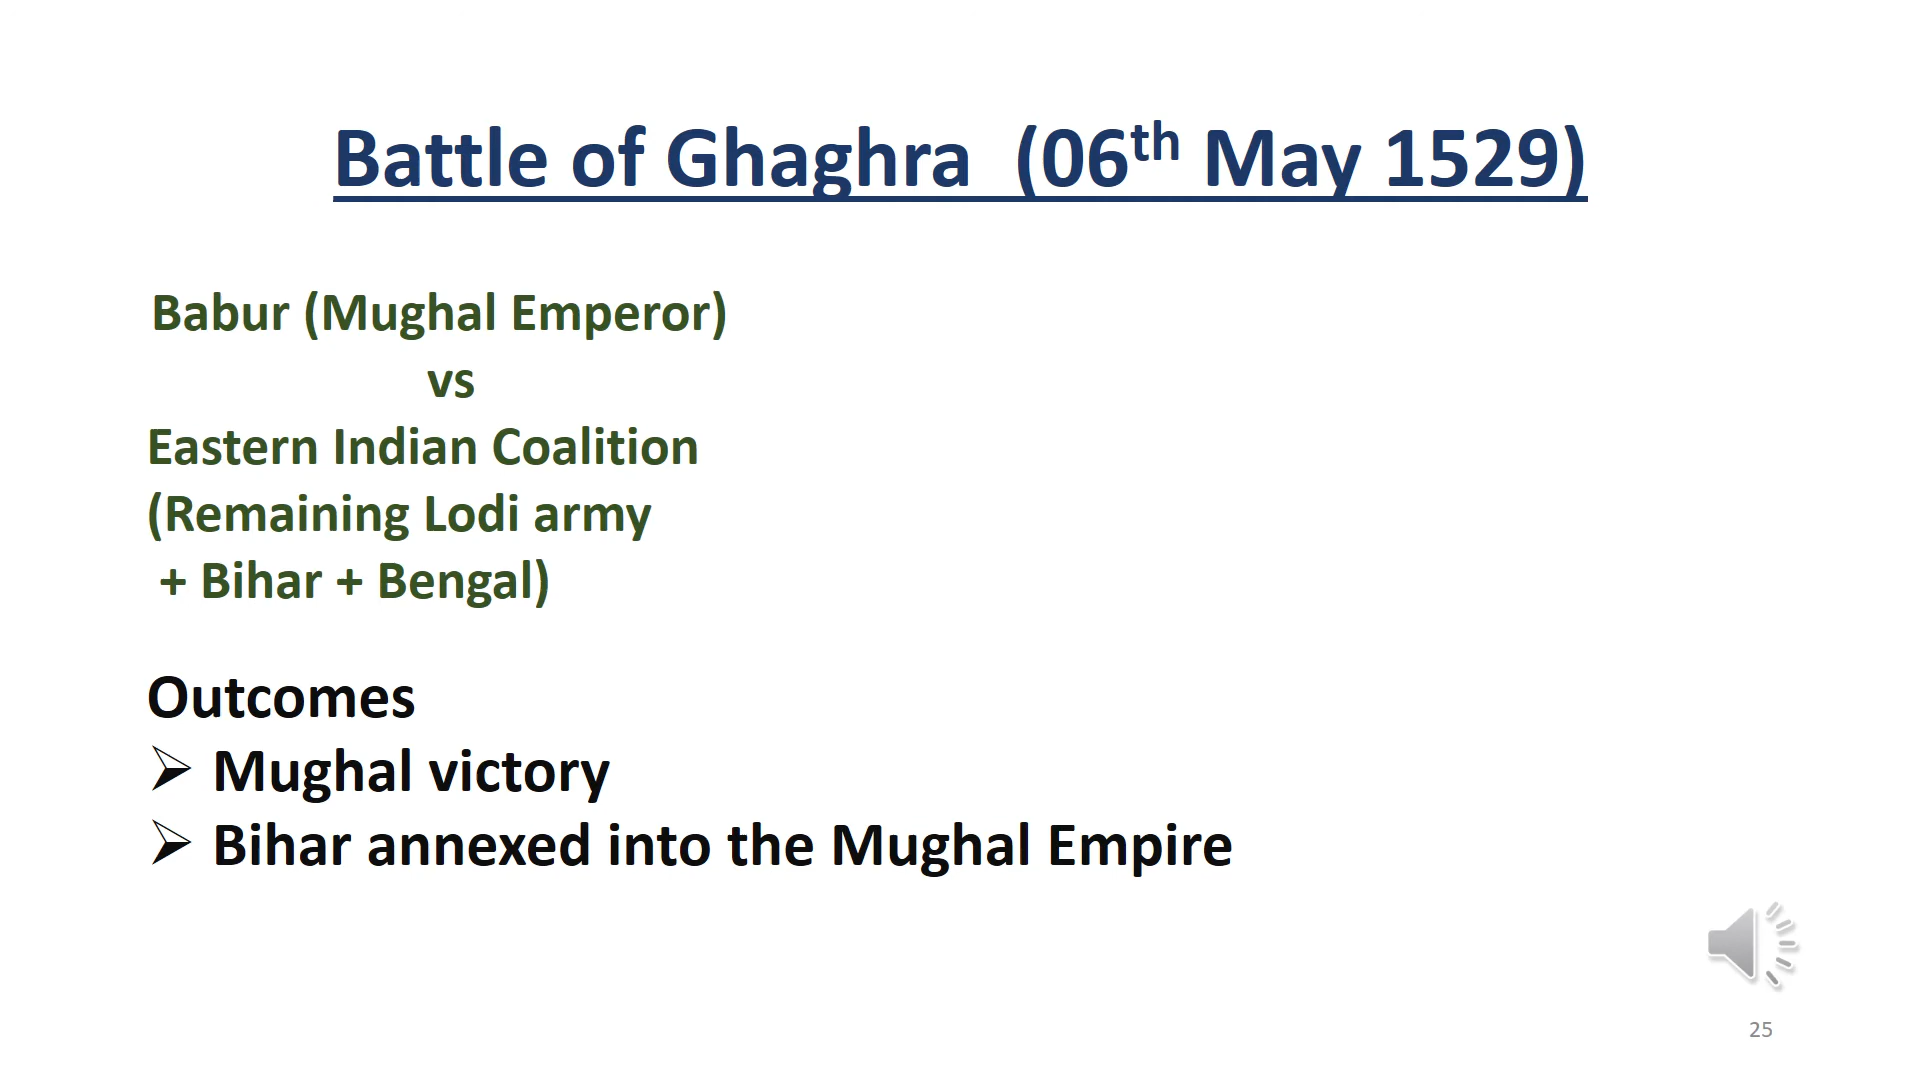 Battle of Ghaghra (06th May 1529)
Babur (Mughal Emperor)
vs
Eastern Indian Coalition
(Remaining Lodi army
+ Bihar + Bengal)
Outcomes
➢ Mughal victory
➢ Bihar annexed into the Mughal Empire
25